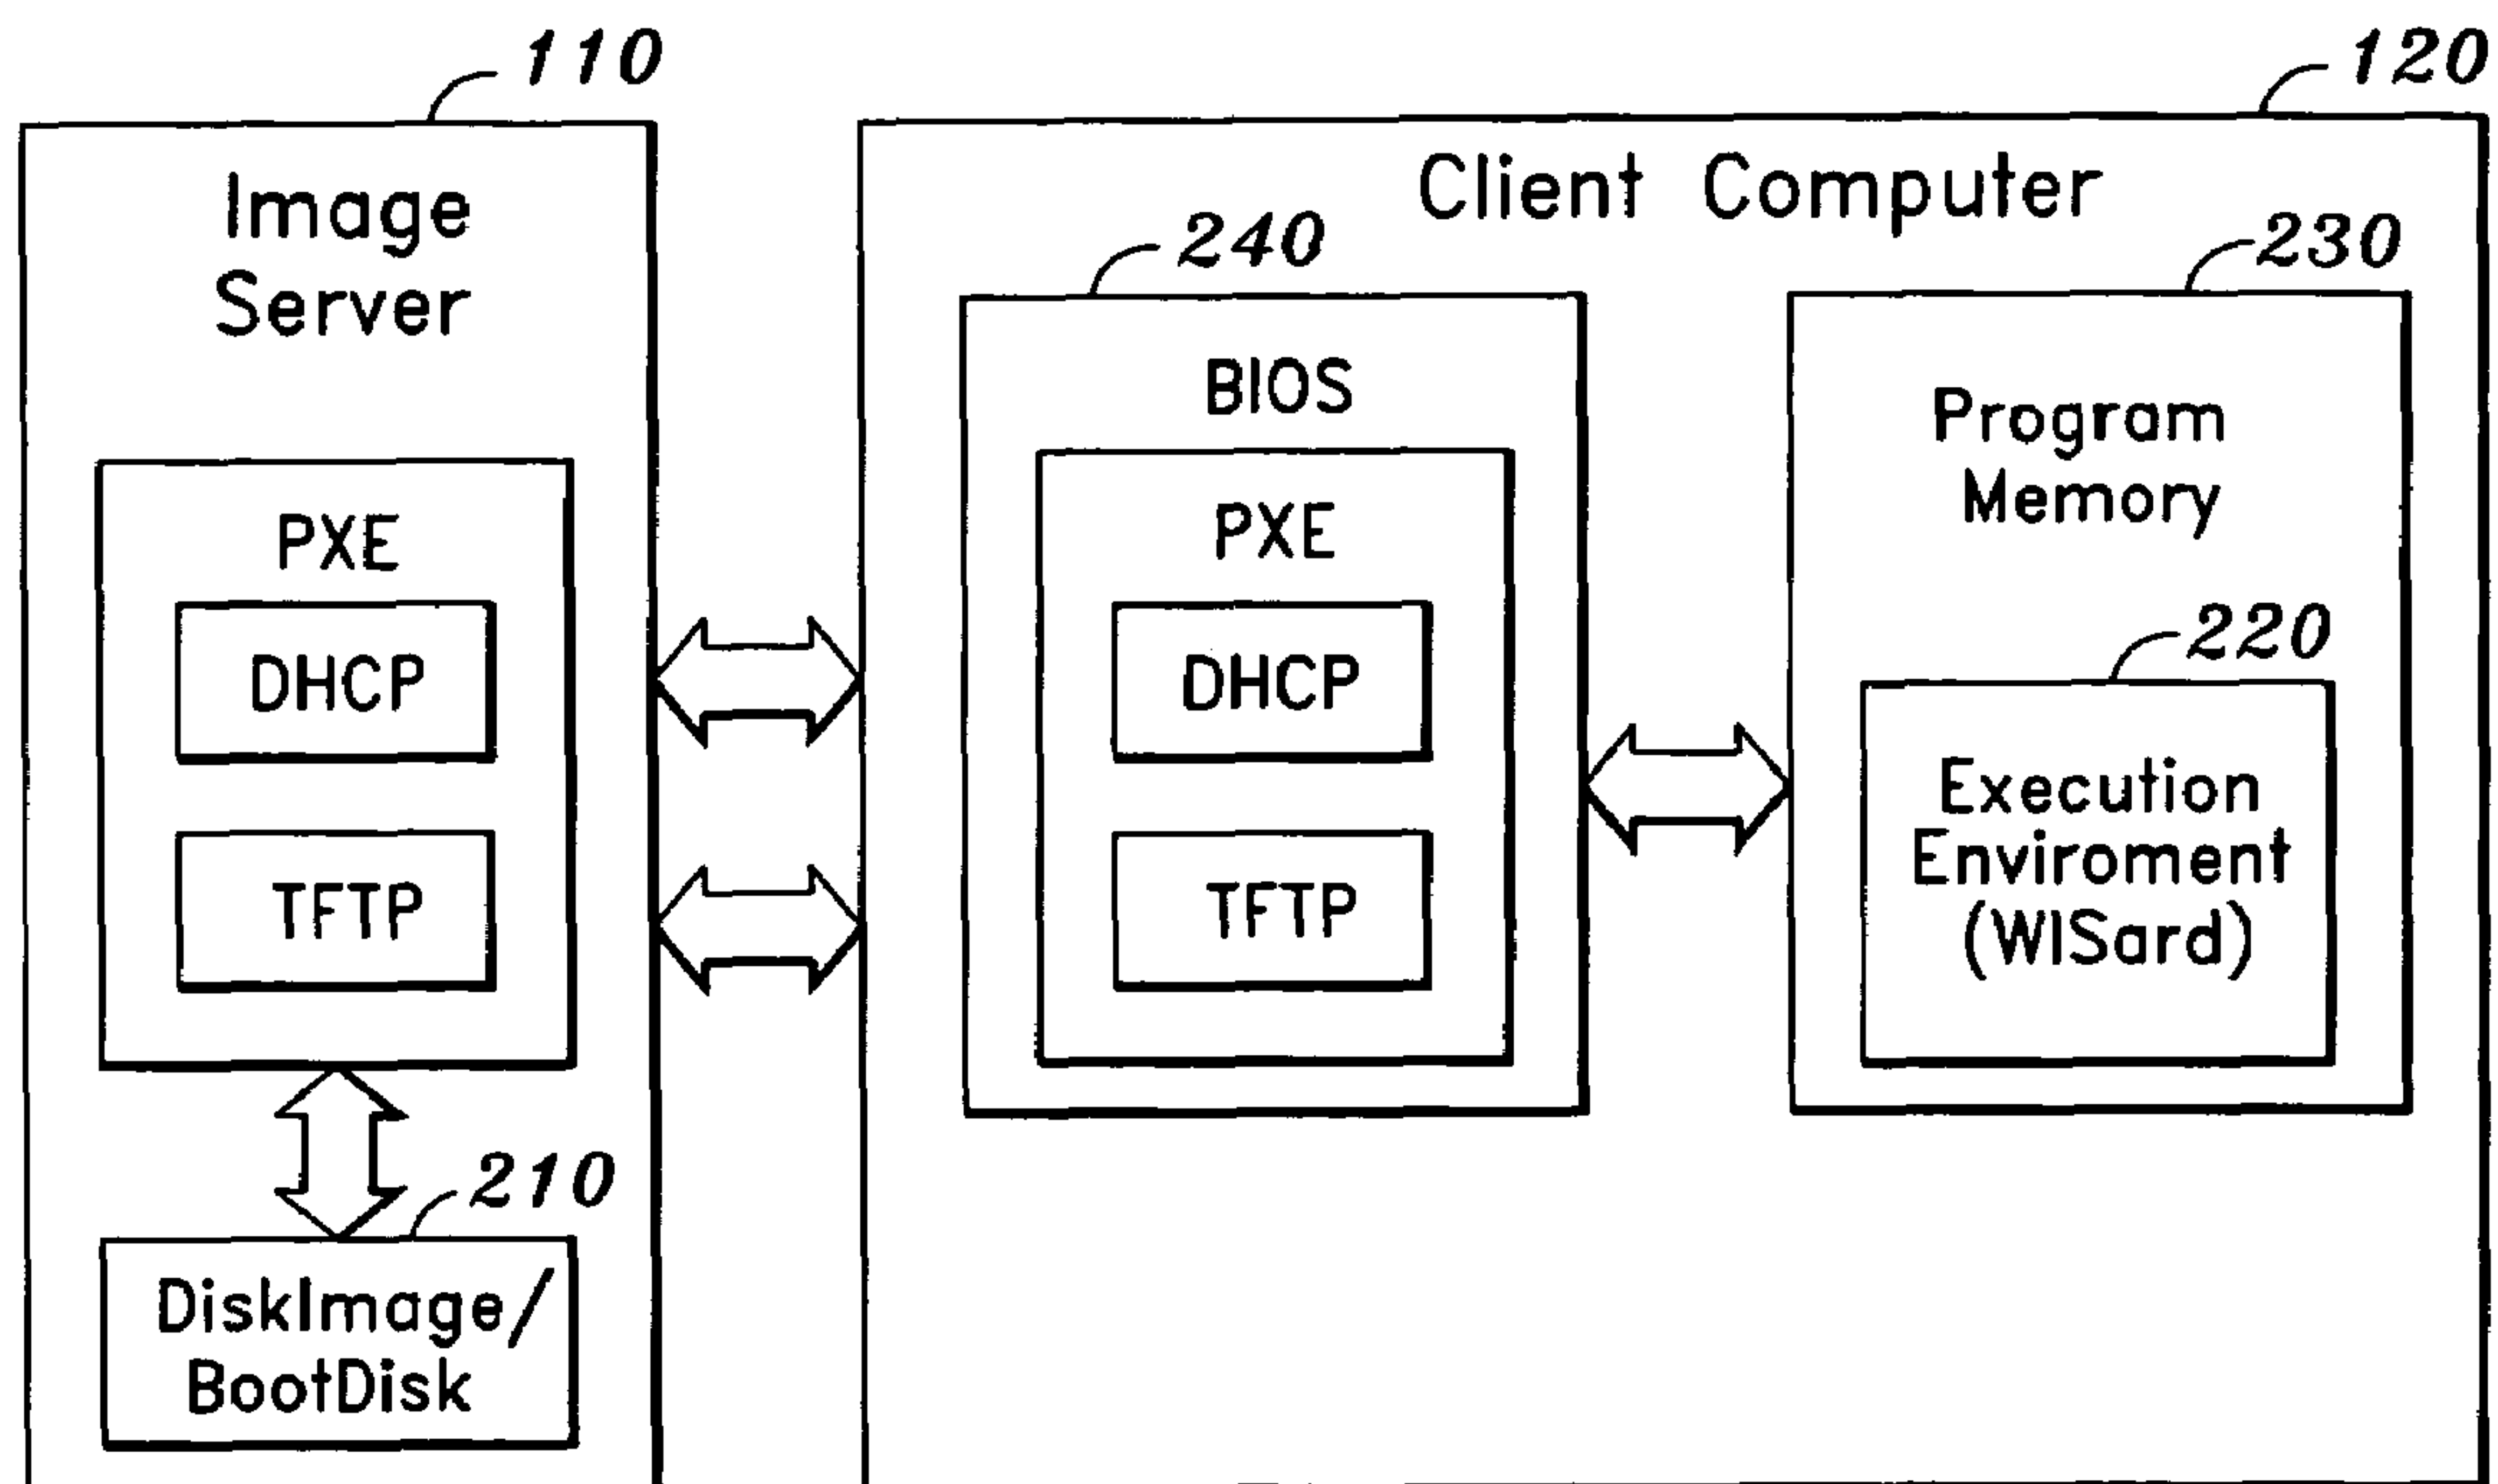 110
120
Image
Server
Client Computer
240
230
BIOS
Program
Memory
PXE
DHCP
TFTP
PXE
DHCP
TFTP
220
Execution
Enviroment
(WISard)
210
DiskImage/
BootDisk